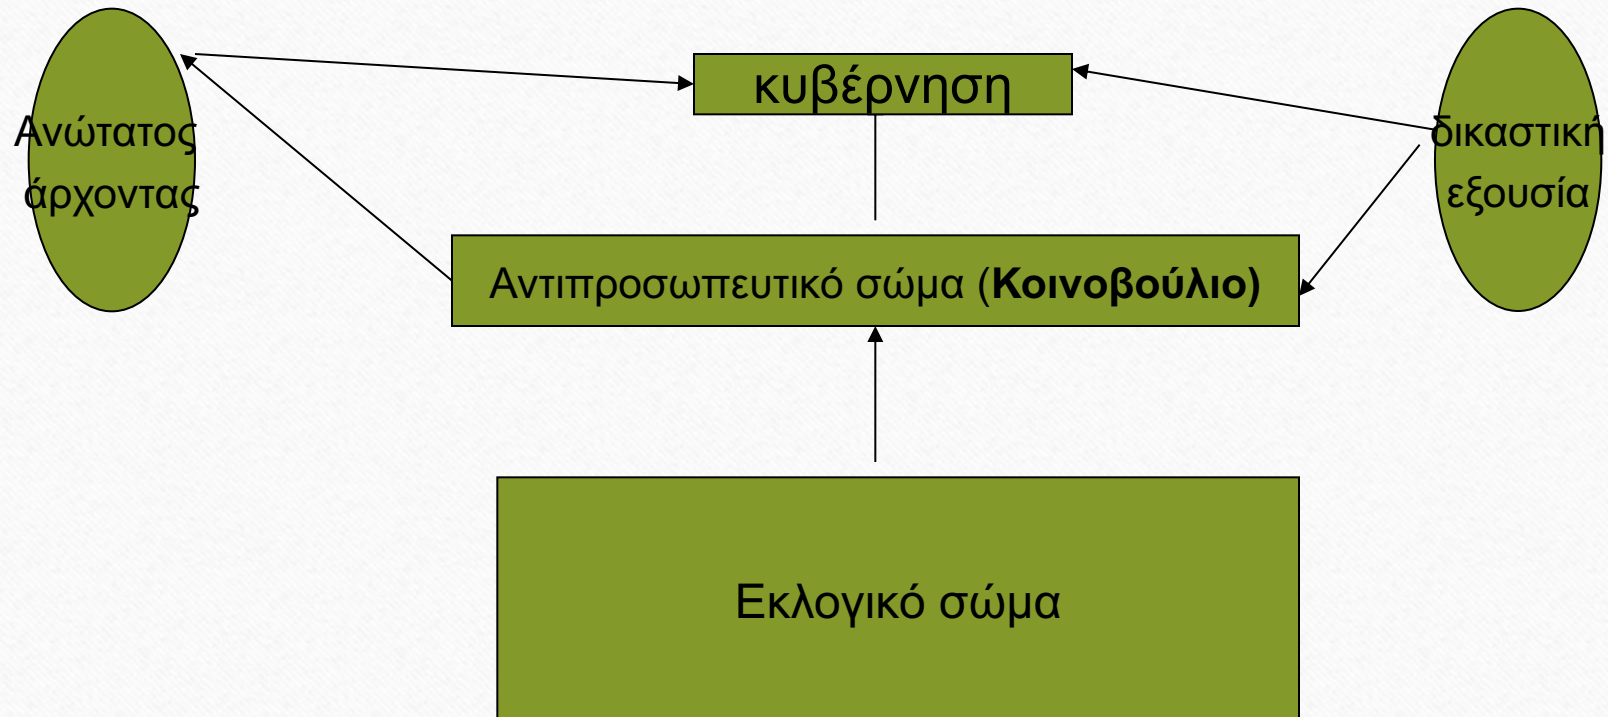 Ανώτατος
άρχοντας
κυβέρνηση
δικαστική
εξουσία
Αντιπροσωπευτικό σώμα (Κοινοβούλιο)
Εκλογικό σώμα